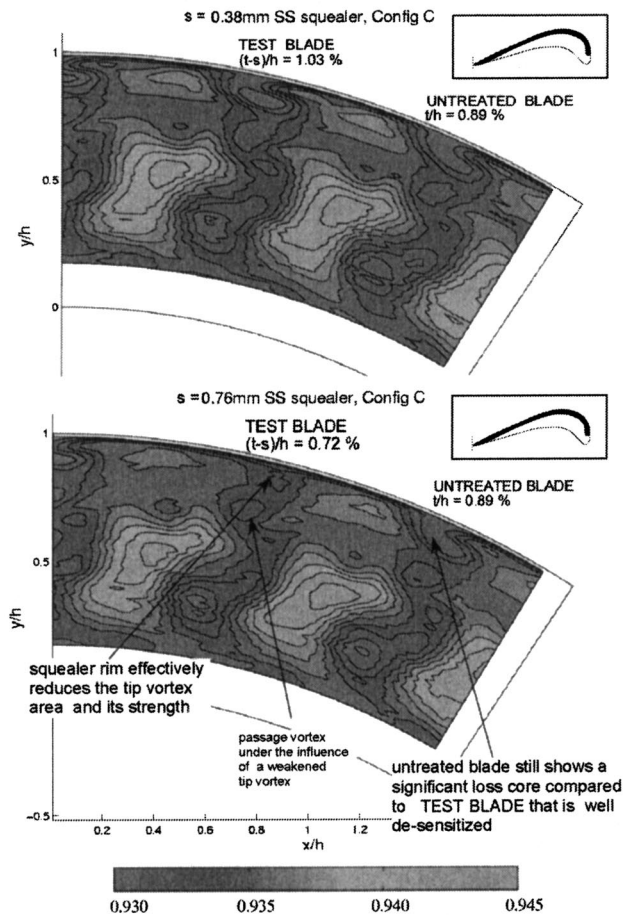 s = 0.38mm SS squealer, Config C
TEST BLADE
(t-s)/h = 1.03 %
UNTREATED BLADE
t/h = 0.89 %
1
0.5
0
y/h
s =0.76mm SS squealer, Config C
TEST BLADE
(t-s)/h = 0.72 %
UNTREATED BLADE
t/h = 0.89 %
1
0.5
y/h
squealer rim effectively
reduces the tip vortex
area and its strength
passage vortex
under the influence
of a weakened
tip vortex
untreated blade still shows a
significant loss core compared
to TEST BLADE that is well
de-sensitized
-0.5
0.2 0.4 0.6 0.8 1 1.2
x/h
0.930 0.935 0.940 0.945